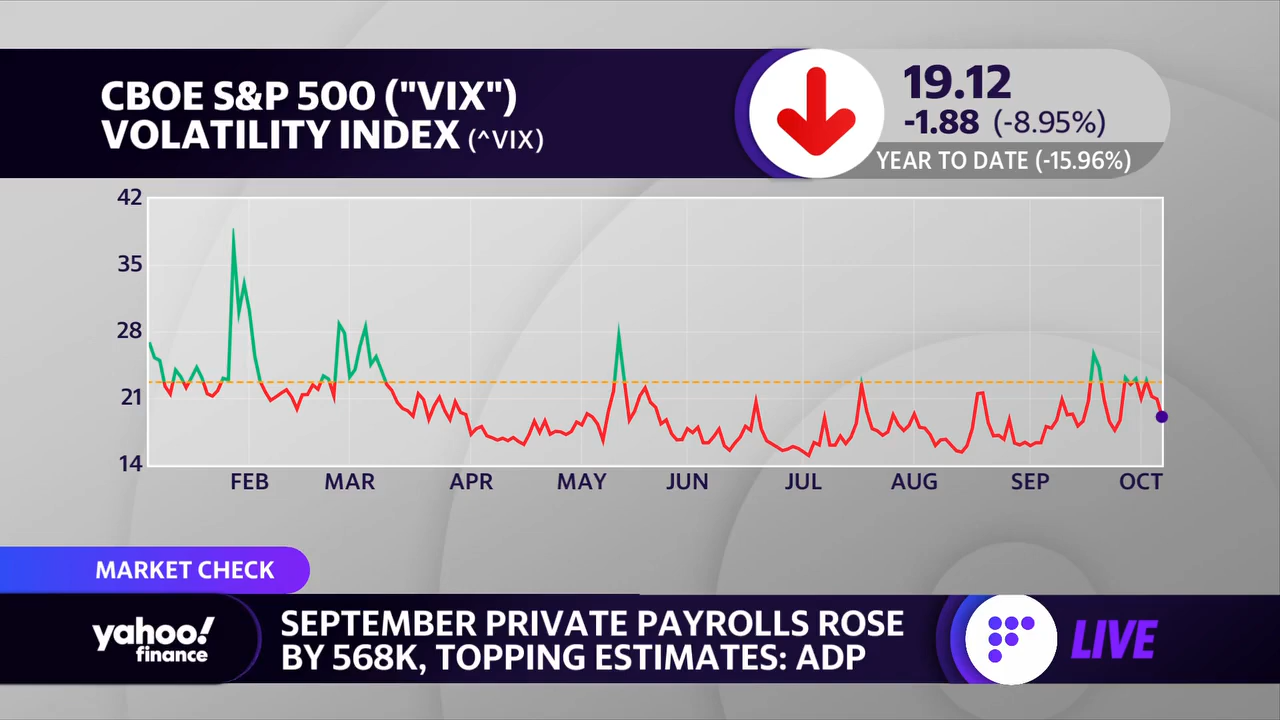 CBOE S&P 500 ("VIX")
VOLATILITY INDEX (^VIX)
19.12
-1.88 (-8.95%)
YEAR TO DATE (-15.96%)
42
35
28
21
14
FEB MAR APR MAY JUN JUL AUG SEP OCT
MARKET CHECK
yahoo!
finance
SEPTEMBER PRIVATE PAYROLLS ROSE
BY 568K, TOPPING ESTIMATES: ADP
LIVE